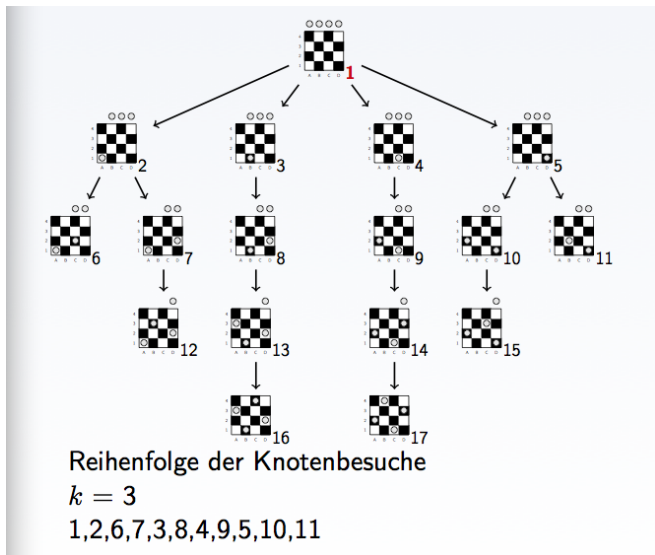 1
2 3 4 5
6 7 8 9 10 11
12 13 14 15
16 17
Reihenfolge der Knotenbesuche
k = 3
1,2,6,7,3,8,4,9,5,10,11